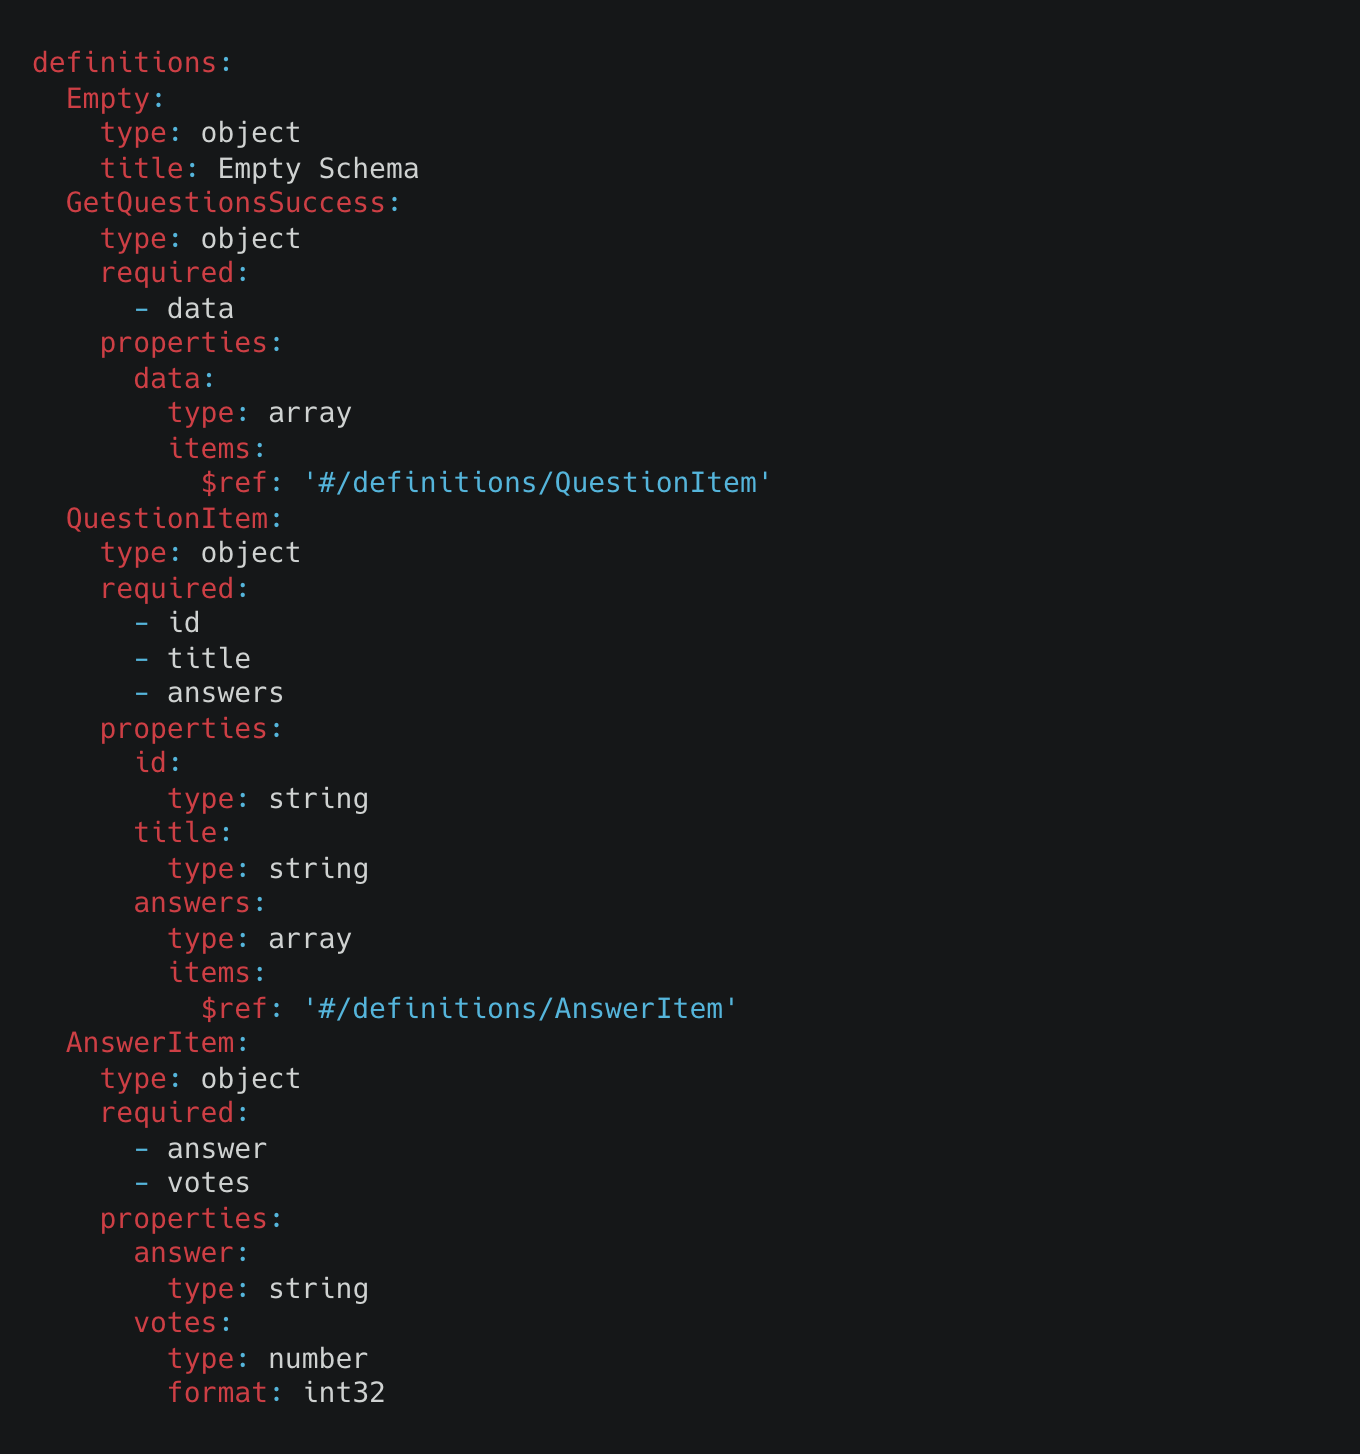 definitions:
  Empty:
    type: object
    title: Empty Schema
  GetQuestionsSuccess:
    type: object
    required:
      - data
    properties:
      data:
        type: array
        items:
          $ref: '#/definitions/QuestionItem'
  QuestionItem:
    type: object
    required:
      - id
      - title
      - answers
    properties:
      id:
        type: string
      title:
        type: string
      answers:
        type: array
        items:
          $ref: '#/definitions/AnswerItem'
  AnswerItem:
    type: object
    required:
      - answer
      - votes
    properties:
      answer:
        type: string
      votes:
        type: number
        format: int32